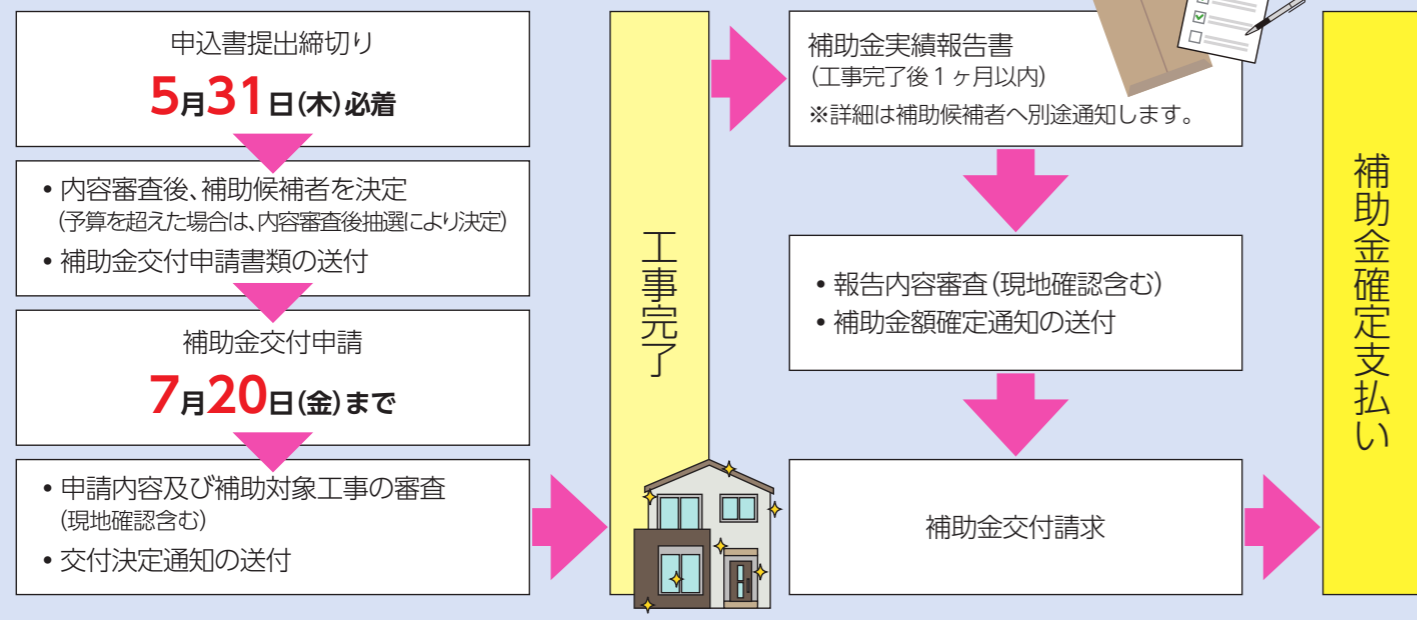 申込書提出締切り
5月31日(木)必着
• 内容審査後、補助候補者を決定
(予算を超えた場合は、内容審査後抽選により決定)
• 補助金交付申請書類の送付
補助金交付申請
7月20日(金)まで
• 申請内容及び補助対象工事の審査
(現地確認含む)
• 交付決定通知の送付
工事完了
補助金実績報告書
(工事完了後1ヶ月以内)
※詳細は補助候補者へ別途通知します。
• 報告内容審査(現地確認含む)
• 補助金額確定通知の送付
補助金交付請求
補助金確定支払い